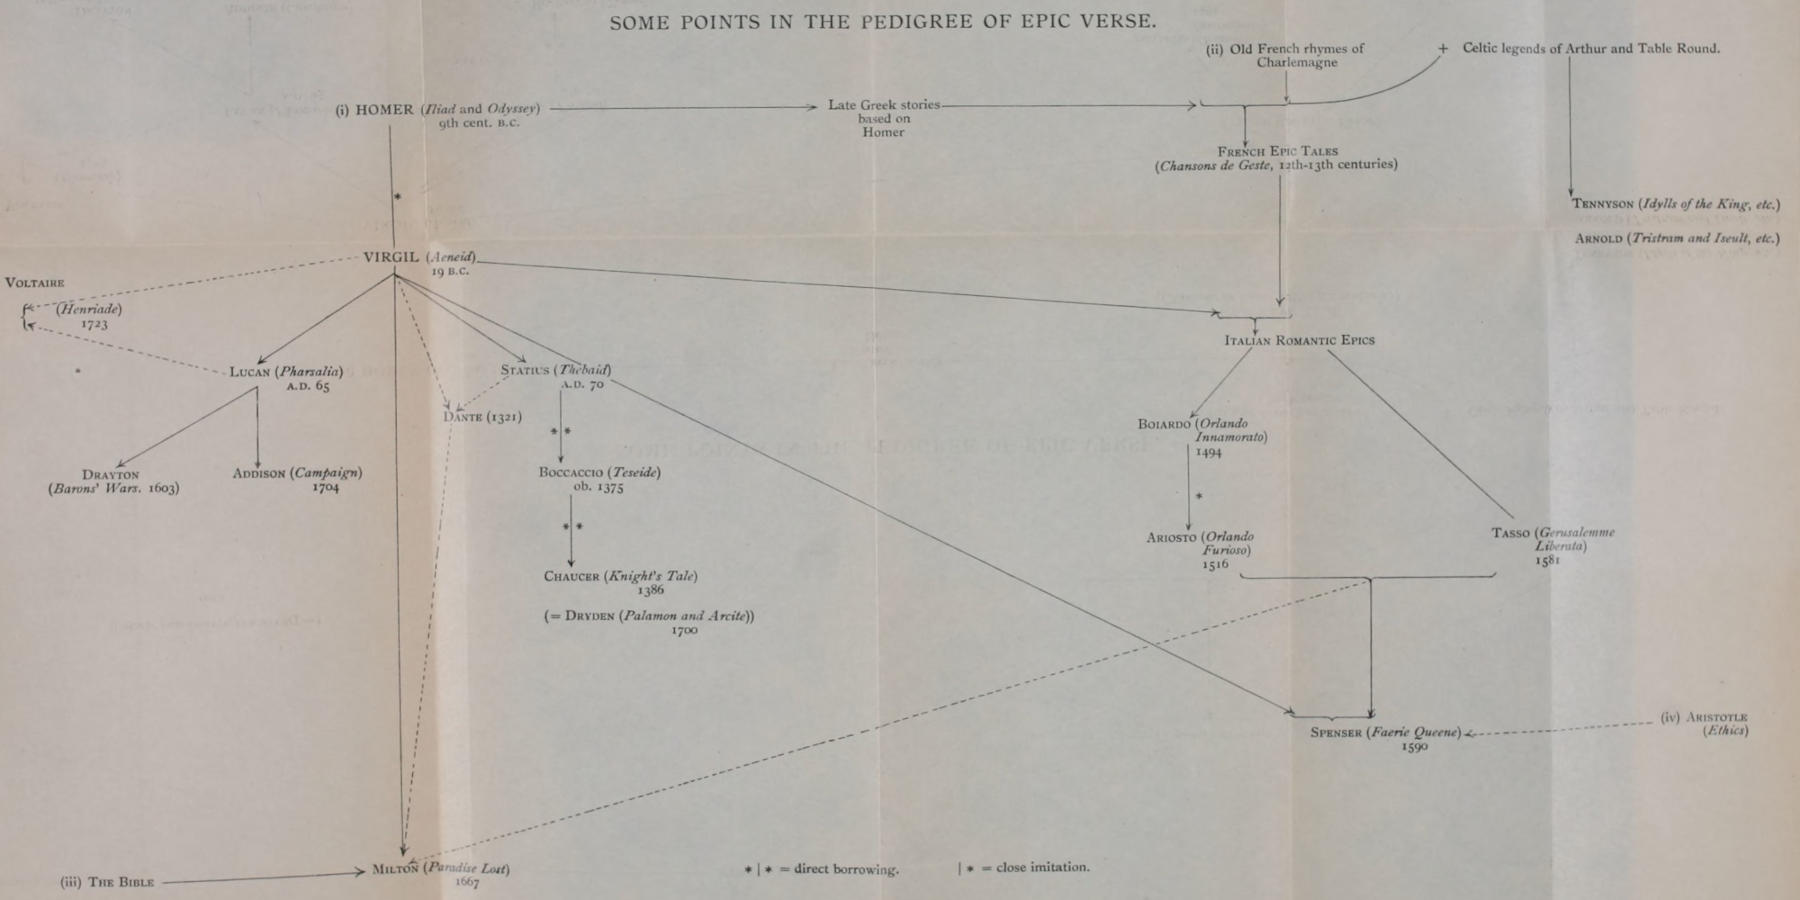 SOME POINTS IN THE PEDIGREE OF EPIC VERSE.
(ii) Old French rhymes of
Charlemagne
+ Celtic legends of Arthur and Table Round.
(i) HOMER (Iliad and Odyssey)
9th cent. B.C.
Late Greek stories
based on
Homer
FRENCH EPIC TALES
(Chansons de Geste, 12th-13th centuries)
TENNYSON (Idylls of the King, etc.)
ARNOLD (Tristram and Iseult, etc.)
*
VIRGIL (Aeneid)
19 B.C.
VOLTAIRE
(Henriade)
1723
ITALIAN ROMANTIC EPICS
LUCAN (Pharsalia)
A.D. 65
STATIUS (Thebaid)
A.D. 70
DANTE (1321)
BOIARDO (Orlando
Innamorato)
1494
* *
DRAYTON
(Barons' Wars. 1603)
ADDISON (Campaign)
1704
BOCCACCIO (Teseide)
ob. 1375
*
* *
ARIOSTO (Orlando
Furioso)
1516
TASSO (Gerusalemme
Liberata)
1581
CHAUCER (Knight's Tale)
1386
(= DRYDEN (Palamon and Arcite))
1700
SPENSER (Faerie Queene)
1590
(iv) ARISTOTLE
(Ethics)
(iii) THE BIBLE
MILTON (Paradise Lost)
1667
* | * = direct borrowing.
| * = close imitation.